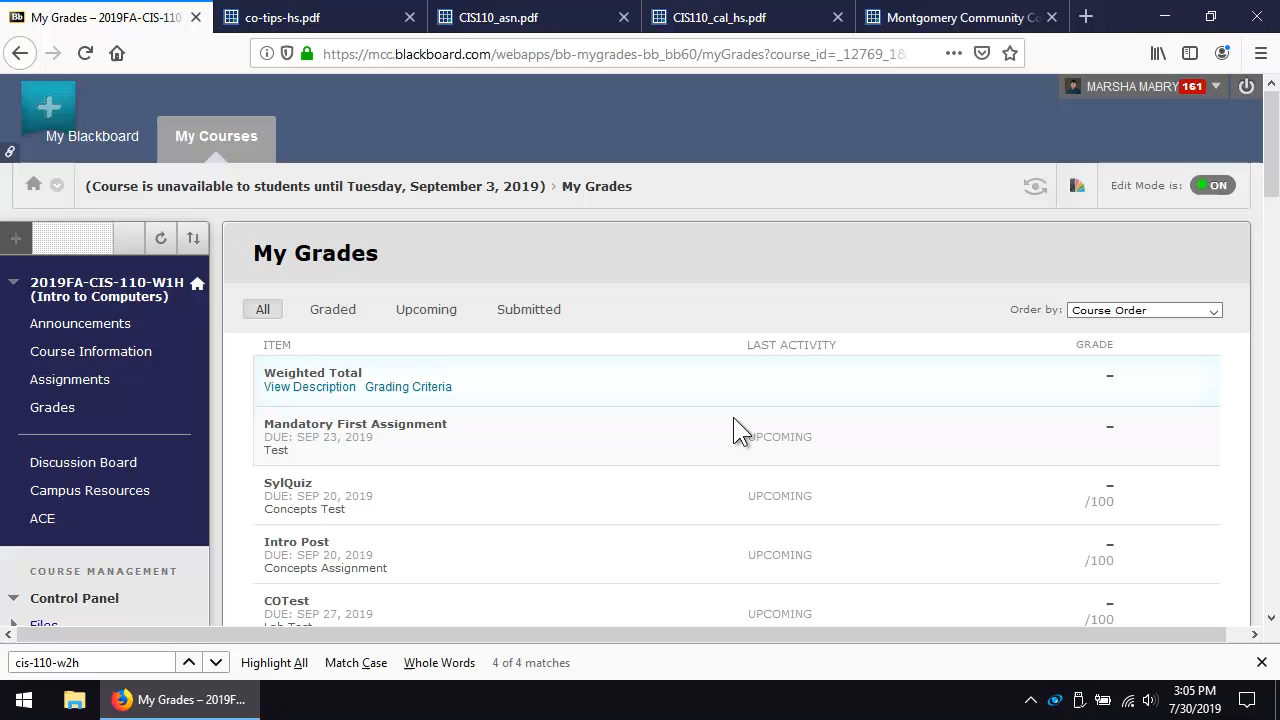 My Grades – 2019FA-CIS-110
co-tips-hs.pdf
CIS110_asn.pdf
CIS110_cal_hs.pdf
Montgomery Community Co
https://mcc.blackboard.com/webapps/bb-mygrades-bb_bb60/myGrades?course_id=_12769_1&
MARSHA MABRY 161
My Blackboard
My Courses
(Course is unavailable to students until Tuesday, September 3, 2019) › My Grades
Edit Mode is: ON
My Grades
All Graded Upcoming Submitted
Order by: Course Order
ITEM LAST ACTIVITY GRADE
Weighted Total –
View Description Grading Criteria
Mandatory First Assignment –
DUE: SEP 23, 2019 UPCOMING
Test
SylQuiz –
DUE: SEP 20, 2019 UPCOMING /100
Concepts Test
Intro Post –
DUE: SEP 20, 2019 UPCOMING /100
Concepts Assignment
COTest –
DUE: SEP 27, 2019 UPCOMING /100
Lab Test
2019FA-CIS-110-W1H
(Intro to Computers)
Announcements
Course Information
Assignments
Grades
Discussion Board
Campus Resources
ACE
COURSE MANAGEMENT
Control Panel
Files
cis-110-w2h Highlight All Match Case Whole Words 4 of 4 matches
My Grades – 2019F...
3:05 PM
7/30/2019